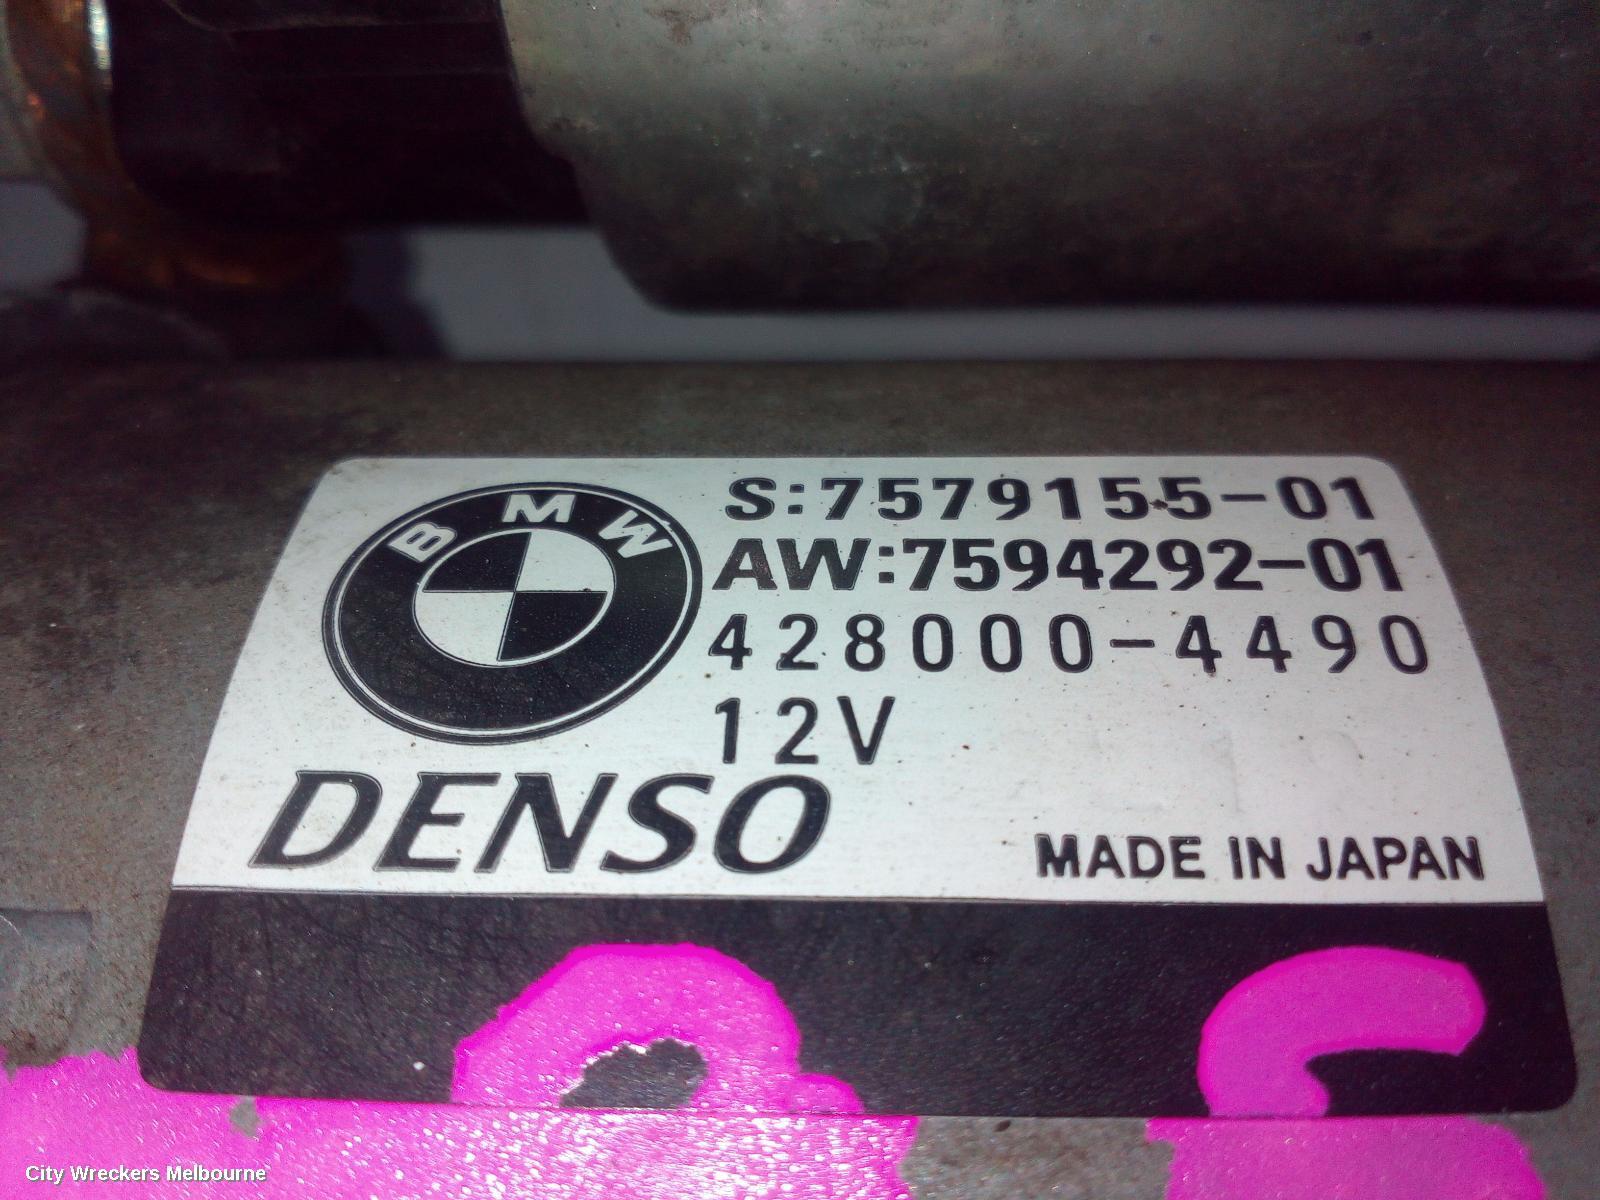 BMW
S:7579155-01
AW:7594292-01
428000-4490
12V
DENSO
MADE IN JAPAN
City Wreckers Melbourne